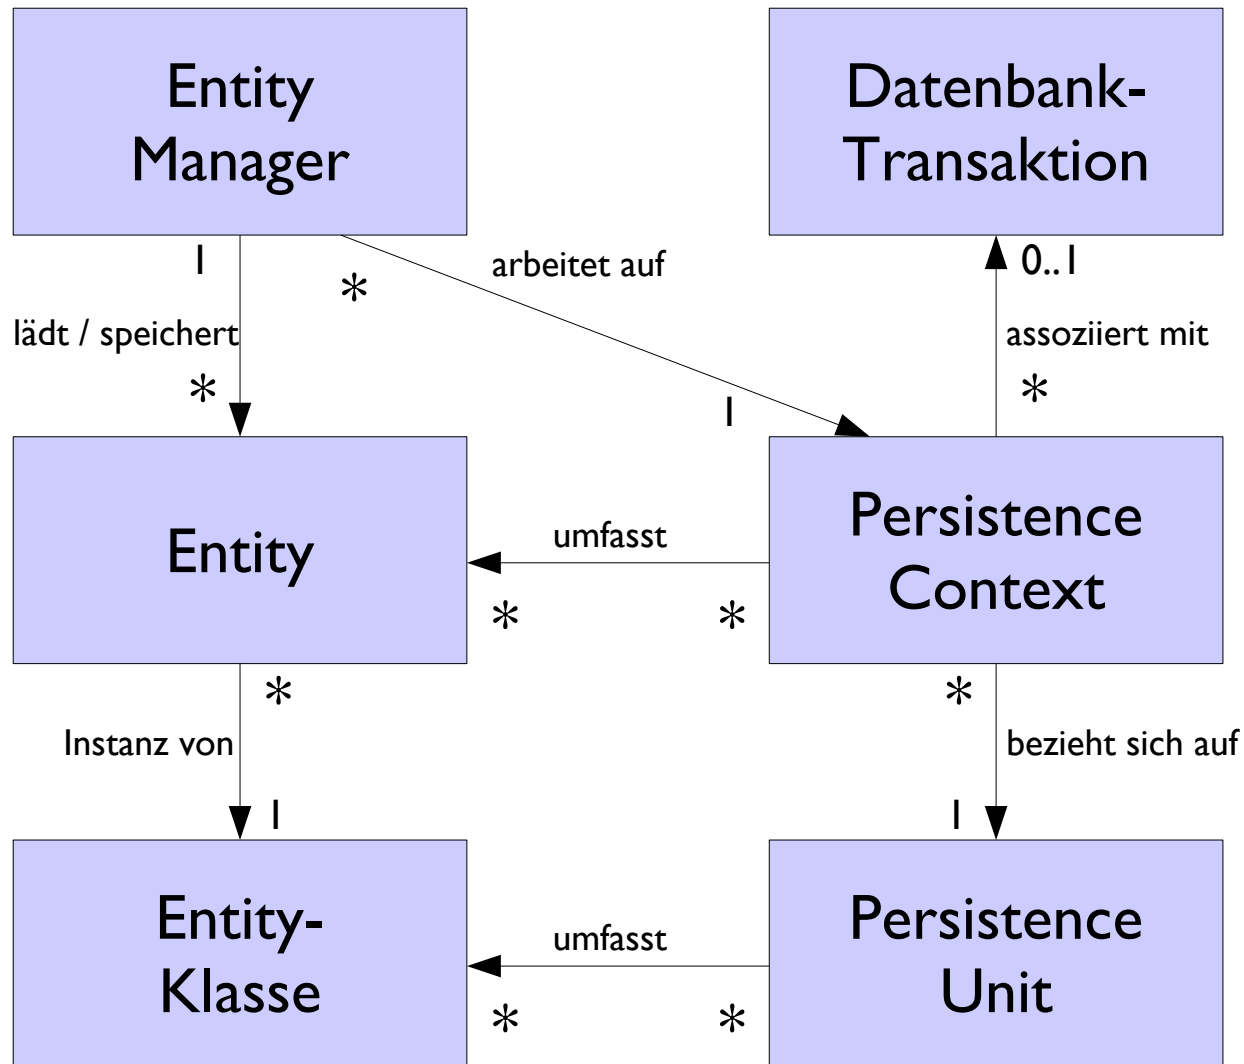 Entity
Manager
Datenbank-
Transaktion
1
*
arbeitet auf
0..1
lädt / speichert
*
1
assoziiert mit
*
Entity
umfasst
*
*
Persistence
Context
*
Instanz von
1
*
bezieht sich auf
1
Entity-
Klasse
umfasst
*
*
Persistence
Unit